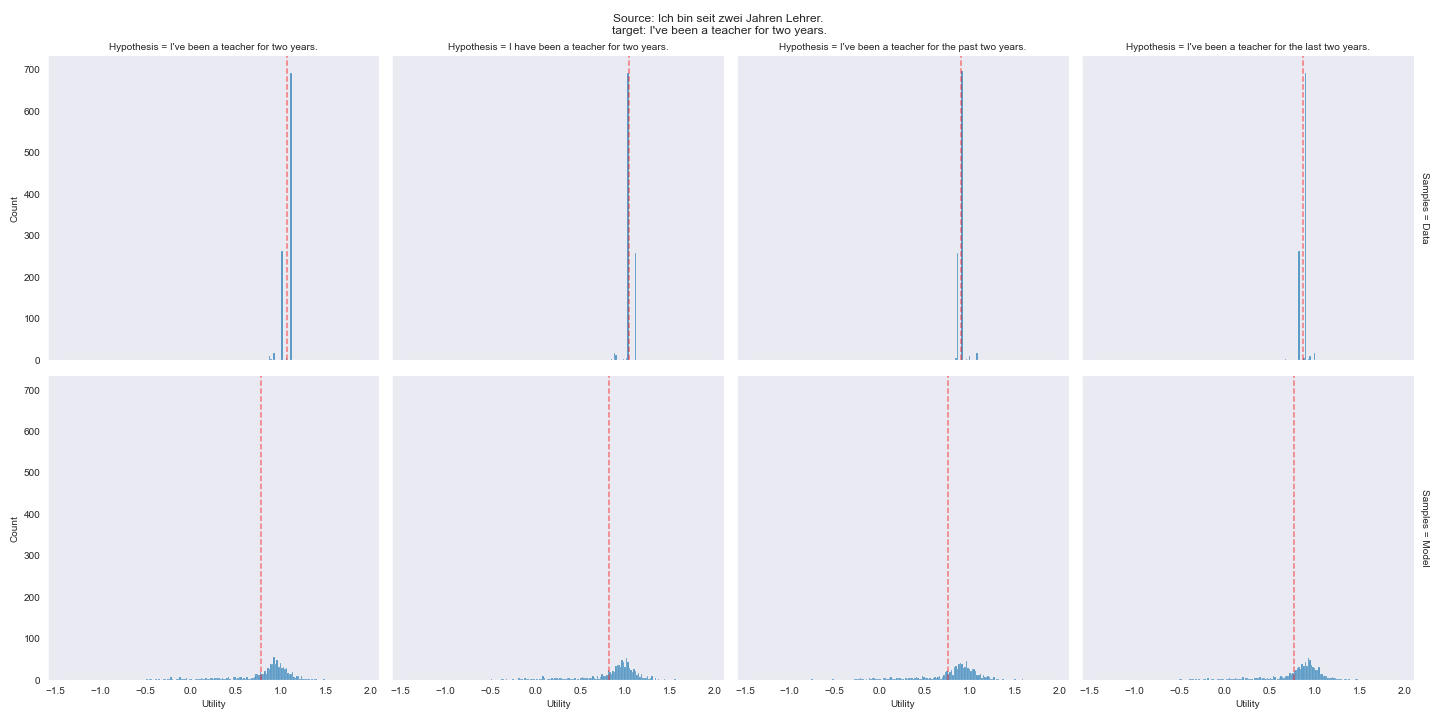 Source: Ich bin seit zwei Jahren Lehrer.
target: I've been a teacher for two years.
Hypothesis = I've been a teacher for two years.
Hypothesis = I have been a teacher for two years.
Hypothesis = I've been a teacher for the past two years.
Hypothesis = I've been a teacher for the last two years.
700
600
500
400
300
200
100
0
Count
Samples = Data
700
600
500
400
300
200
100
0
Count
Samples = Model
−1.5 −1.0 −0.5 0.0 0.5 1.0 1.5 2.0
−1.5 −1.0 −0.5 0.0 0.5 1.0 1.5 2.0
−1.5 −1.0 −0.5 0.0 0.5 1.0 1.5 2.0
−1.5 −1.0 −0.5 0.0 0.5 1.0 1.5 2.0
Utility
Utility
Utility
Utility